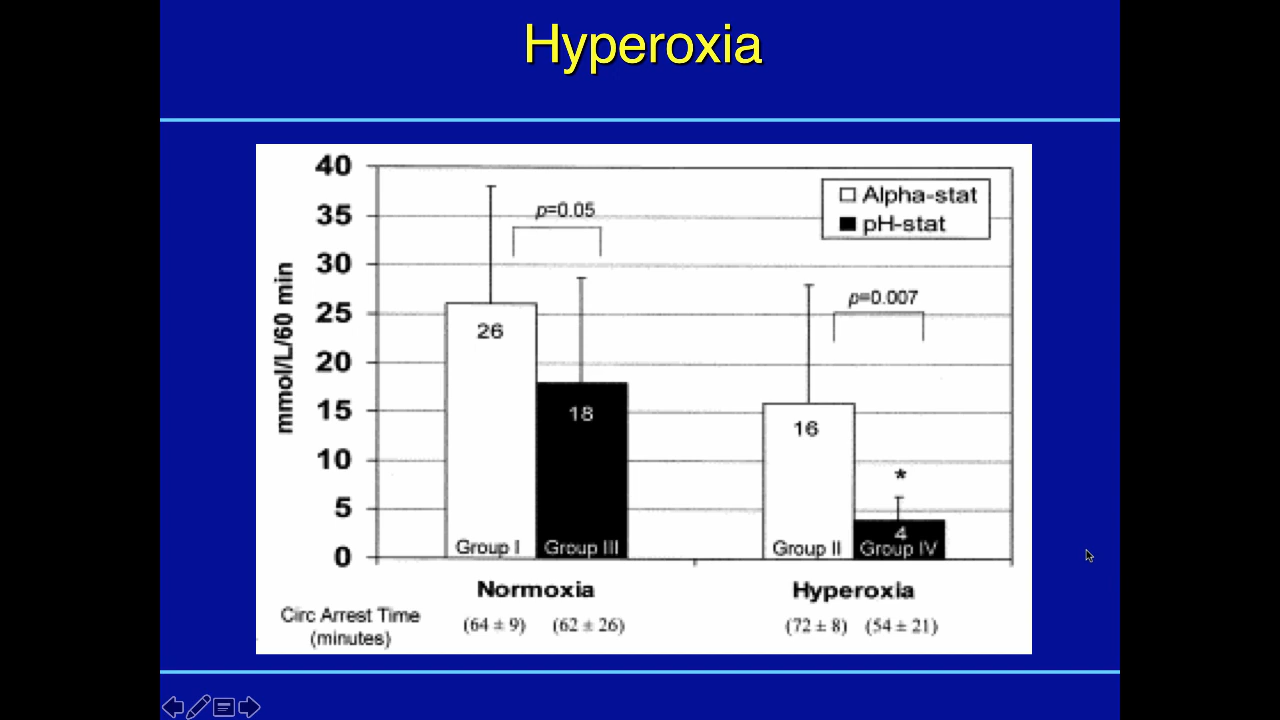 Hyperoxia
40
35
30
25
20
15
10
5
0
mmol/L/60 min
Alpha-stat
pH-stat
p=0.05
p=0.007
26
18
16
*
4
Group I
Group III
Group II
Group IV
Normoxia
Hyperoxia
Circ Arrest Time
(minutes)
(64 ± 9)
(62 ± 26)
(72 ± 8)
(54 ± 21)